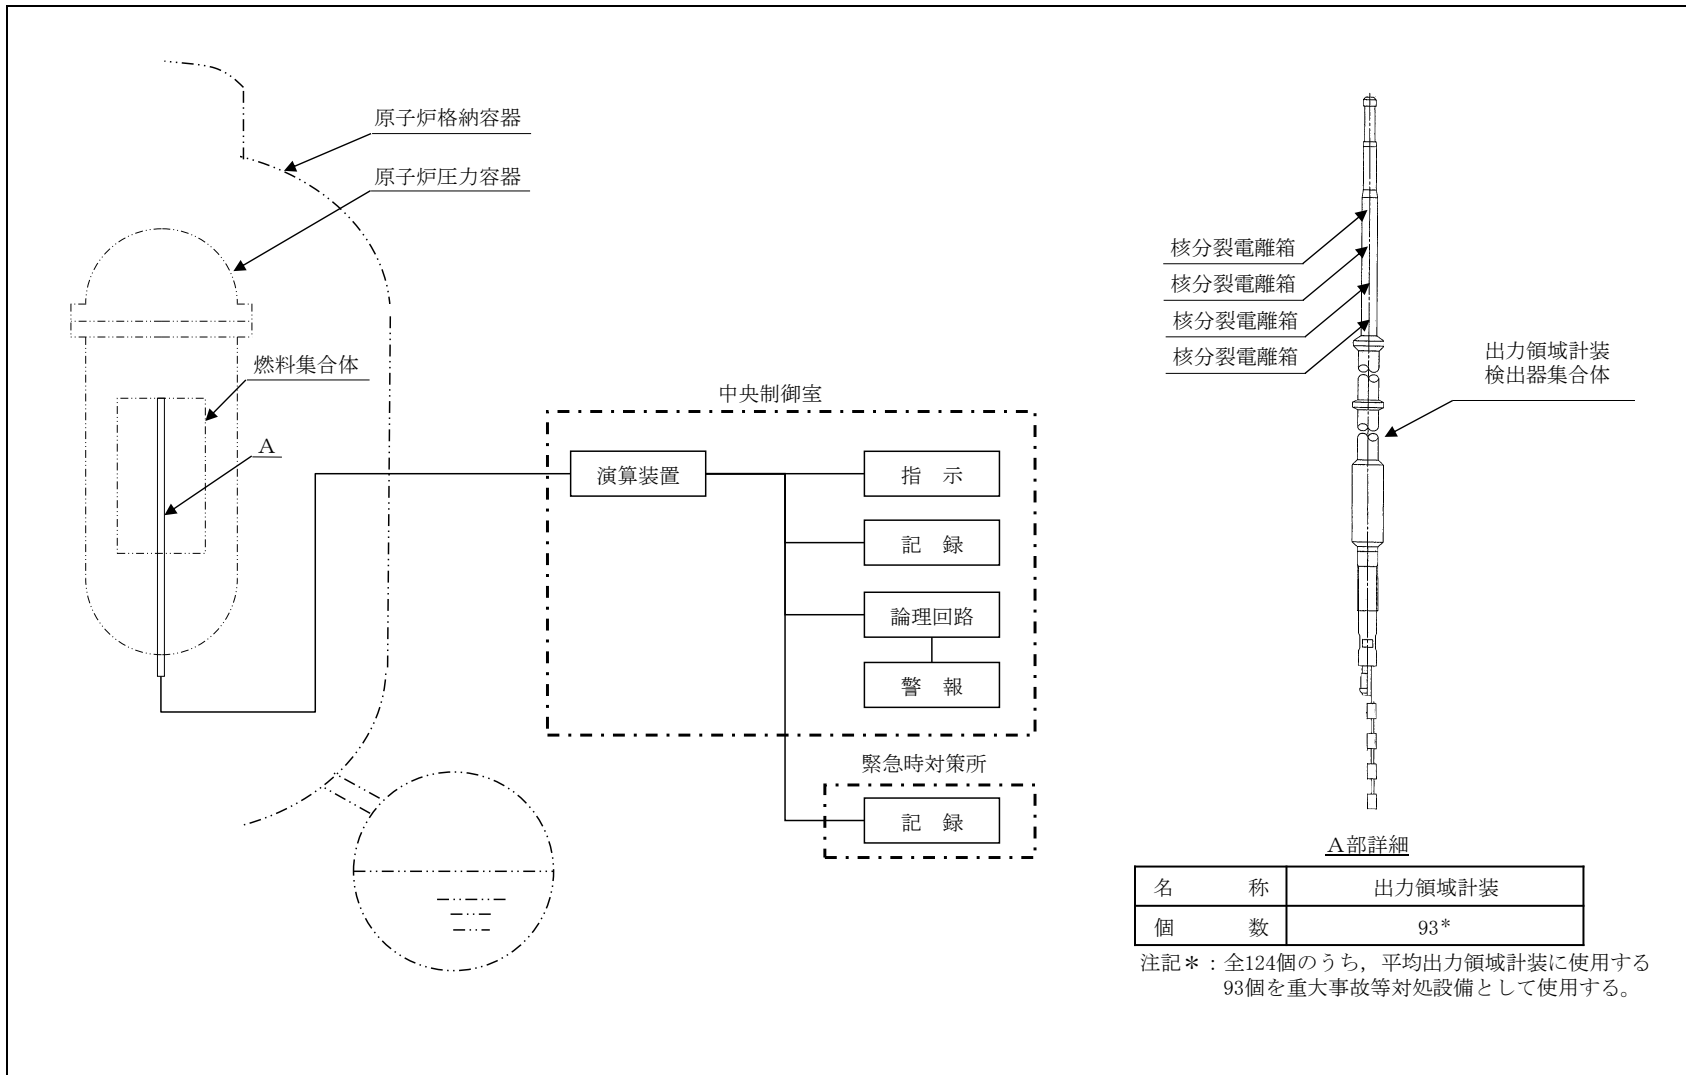 原子炉格納容器
原子炉圧力容器
燃料集合体
A
中央制御室
演算装置
指　示
記　録
論理回路
警　報
緊急時対策所
記　録
核分裂電離箱
核分裂電離箱
核分裂電離箱
核分裂電離箱
出力領域計装
検出器集合体
A部詳細
名　称　出力領域計装
個　数　93*
注記＊：全124個のうち，平均出力領域計装に使用する
93個を重大事故等対処設備として使用する。